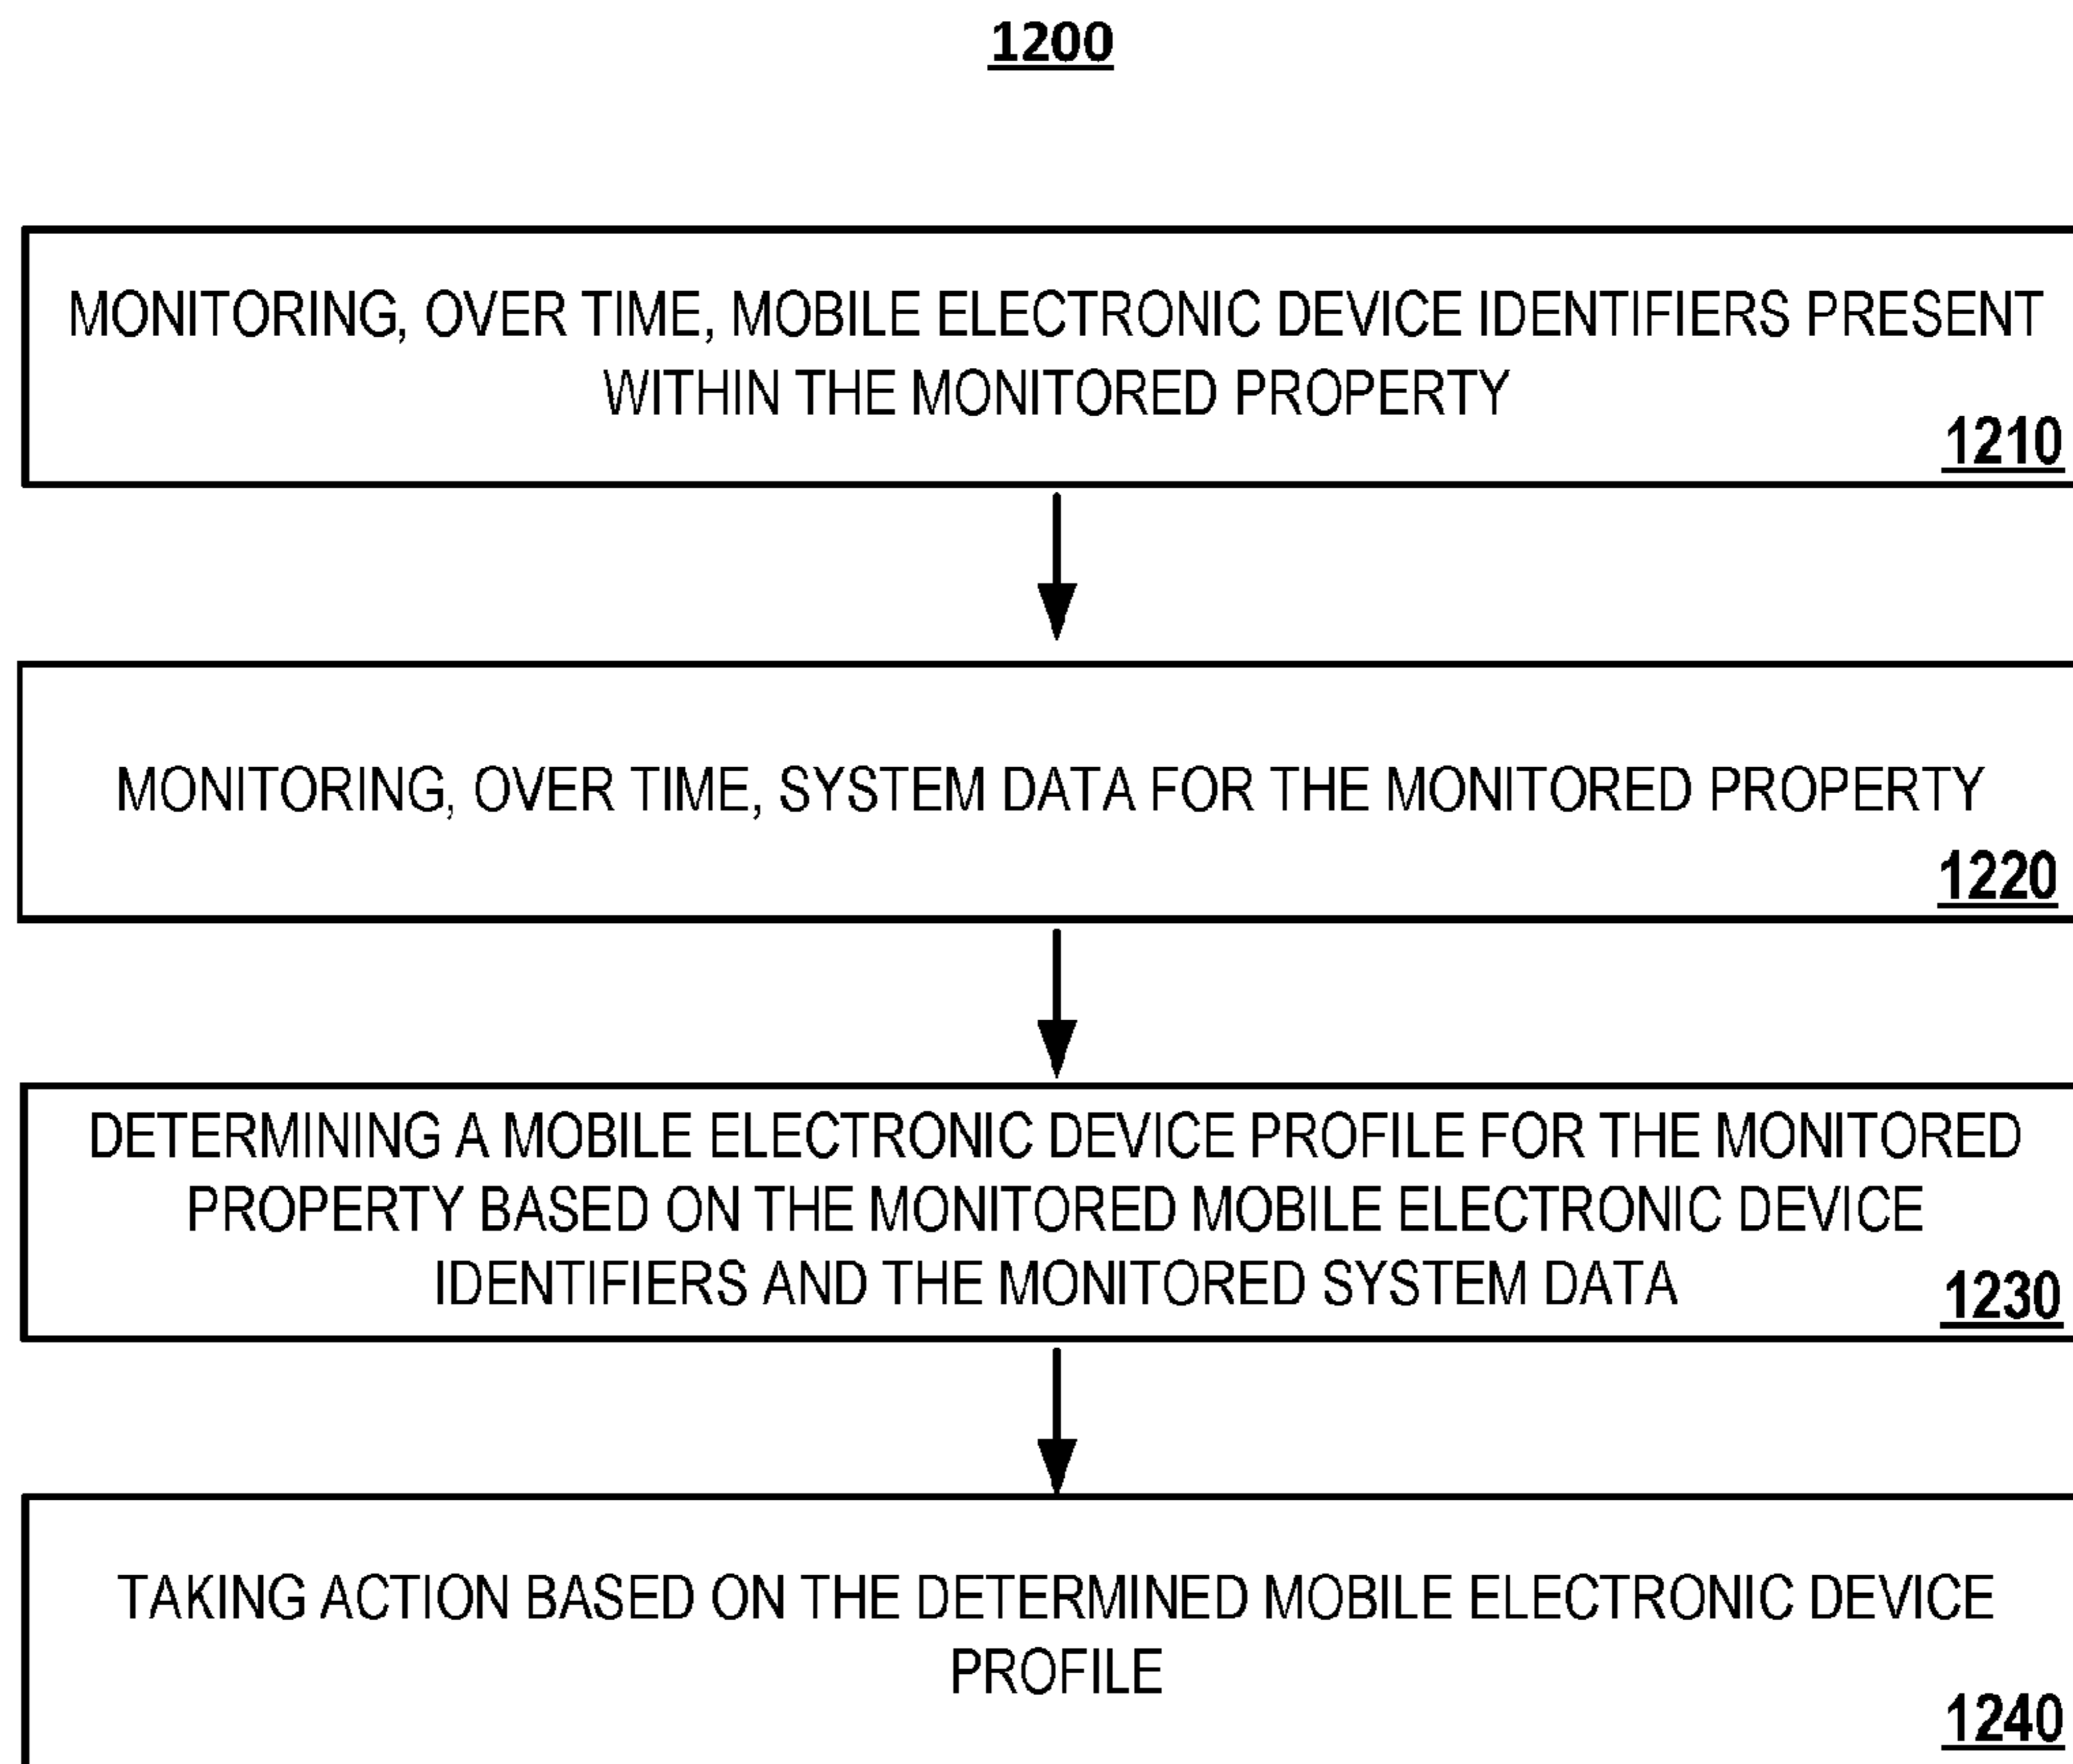 1200
MONITORING, OVER TIME, MOBILE ELECTRONIC DEVICE IDENTIFIERS PRESENT
WITHIN THE MONITORED PROPERTY
1210
MONITORING, OVER TIME, SYSTEM DATA FOR THE MONITORED PROPERTY
1220
DETERMINING A MOBILE ELECTRONIC DEVICE PROFILE FOR THE MONITORED
PROPERTY BASED ON THE MONITORED MOBILE ELECTRONIC DEVICE
IDENTIFIERS AND THE MONITORED SYSTEM DATA
1230
TAKING ACTION BASED ON THE DETERMINED MOBILE ELECTRONIC DEVICE
PROFILE
1240